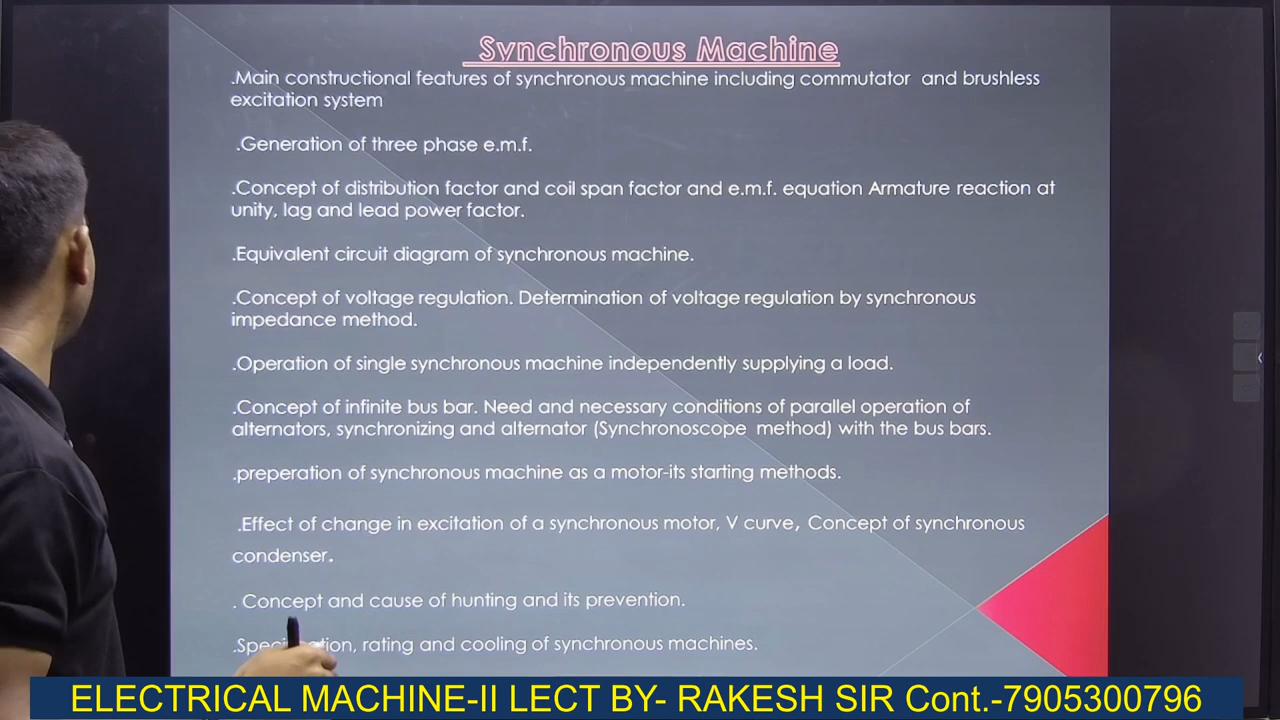 Synchronous Machine
.Main constructional features of synchronous machine including commutator and brushless
excitation system
.Generation of three phase e.m.f.
.Concept of distribution factor and coil span factor and e.m.f. equation Armature reaction at
unity, lag and lead power factor.
.Equivalent circuit diagram of synchronous machine.
.Concept of voltage regulation. Determination of voltage regulation by synchronous
impedance method.
.Operation of single synchronous machine independently supplying a load.
.Concept of infinite bus bar. Need and necessary conditions of parallel operation of
alternators, synchronizing and alternator (Synchronoscope method) with the bus bars.
.preperation of synchronous machine as a motor-its starting methods.
.Effect of change in excitation of a synchronous motor, V curve, Concept of synchronous
condenser.
. Concept and cause of hunting and its prevention.
rating and cooling of synchronous machines.
ELECTRICAL MACHINE-II LECT BY- RAKESH SIR Cont.-7905300796